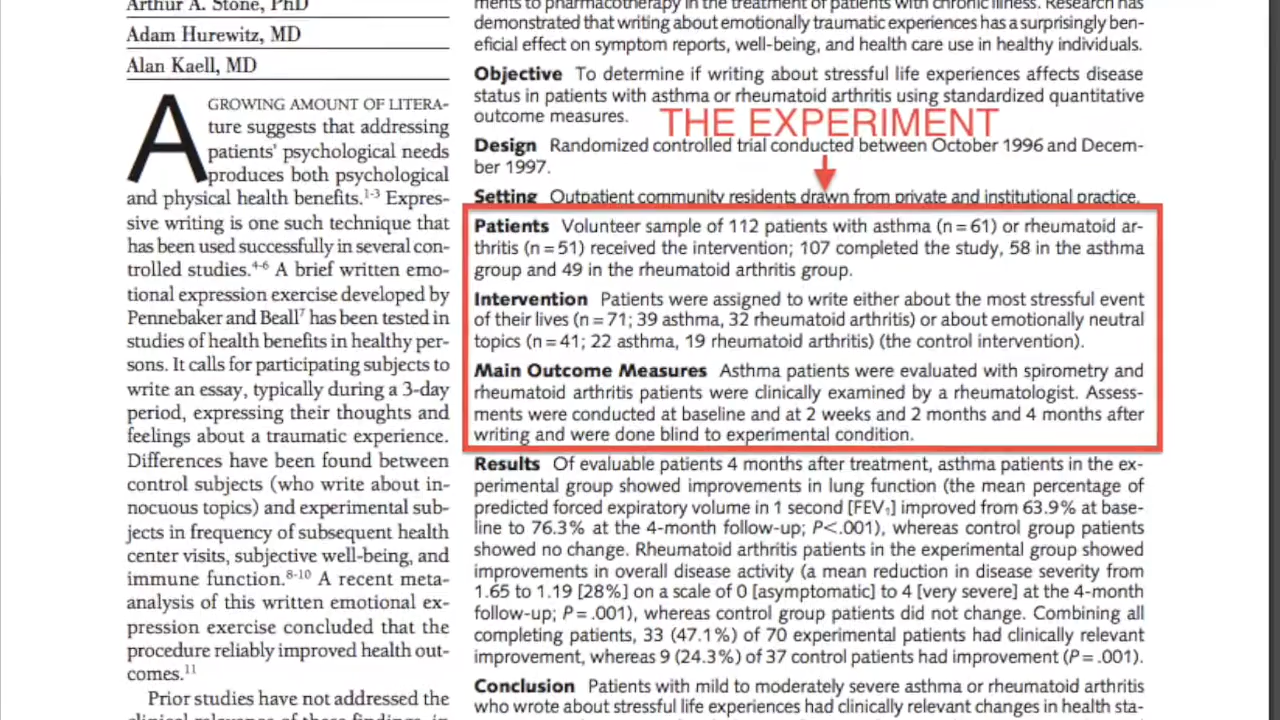 Arthur A. Stone, PhD
Adam Hurewitz, MD
Alan Kaell, MD
A GROWING AMOUNT OF LITERA-
ture suggests that addressing
patients' psychological needs
produces both psychological
and physical health benefits.1-3 Expres-
sive writing is one such technique that
has been used successfully in several con-
trolled studies.4-6 A brief written emo-
tional expression exercise developed by
Pennebaker and Beall7 has been tested in
studies of health benefits in healthy per-
sons. It calls for participating subjects to
write an essay, typically during a 3-day
period, expressing their thoughts and
feelings about a traumatic experience.
Differences have been found between
control subjects (who write about in-
nocuous topics) and experimental sub-
jects in frequency of subsequent health
center visits, subjective well-being, and
immune function.8-10 A recent meta-
analysis of this written emotional ex-
pression exercise concluded that the
procedure reliably improved health out-
comes.11
Prior studies have not addressed the
clinical relevance of these findings, in
ments to pharmacotherapy in the treatment of patients with chronic illness. Research has
demonstrated that writing about emotionally traumatic experiences has a surprisingly ben-
eficial effect on symptom reports, well-being, and health care use in healthy individuals.
Objective To determine if writing about stressful life experiences affects disease
status in patients with asthma or rheumatoid arthritis using standardized quantitative
outcome measures.
THE EXPERIMENT
Design Randomized controlled trial conducted between October 1996 and Decem-
ber 1997.
Setting Outpatient community residents drawn from private and institutional practice.
Patients Volunteer sample of 112 patients with asthma (n = 61) or rheumatoid ar-
thritis (n = 51) received the intervention; 107 completed the study, 58 in the asthma
group and 49 in the rheumatoid arthritis group.
Intervention Patients were assigned to write either about the most stressful event
of their lives (n = 71; 39 asthma, 32 rheumatoid arthritis) or about emotionally neutral
topics (n = 41; 22 asthma, 19 rheumatoid arthritis) (the control intervention).
Main Outcome Measures Asthma patients were evaluated with spirometry and
rheumatoid arthritis patients were clinically examined by a rheumatologist. Assess-
ments were conducted at baseline and at 2 weeks and 2 months and 4 months after
writing and were done blind to experimental condition.
Results Of evaluable patients 4 months after treatment, asthma patients in the ex-
perimental group showed improvements in lung function (the mean percentage of
predicted forced expiratory volume in 1 second [FEV1] improved from 63.9% at base-
line to 76.3% at the 4-month follow-up; P<.001), whereas control group patients
showed no change. Rheumatoid arthritis patients in the experimental group showed
improvements in overall disease activity (a mean reduction in disease severity from
1.65 to 1.19 [28%] on a scale of 0 [asymptomatic] to 4 [very severe] at the 4-month
follow-up; P = .001), whereas control group patients did not change. Combining all
completing patients, 33 (47.1%) of 70 experimental patients had clinically relevant
improvement, whereas 9 (24.3%) of 37 control patients had improvement (P = .001).
Conclusion Patients with mild to moderately severe asthma or rheumatoid arthritis
who wrote about stressful life experiences had clinically relevant changes in health sta-